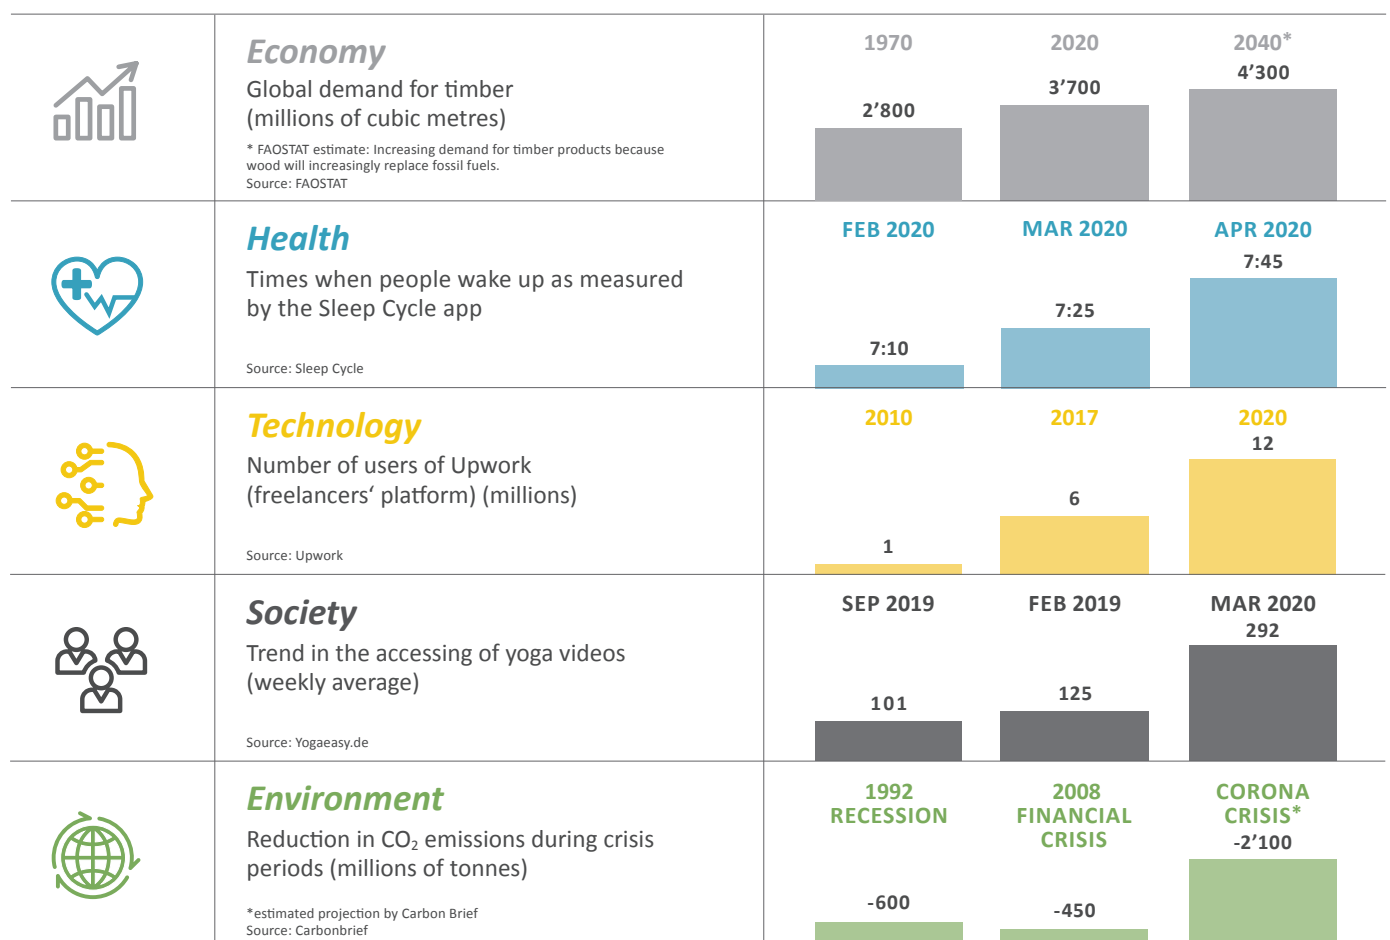 Economy
Global demand for timber
(millions of cubic metres)
* FAOSTAT estimate: Increasing demand for timber products because
wood will increasingly replace fossil fuels.
Source: FAOSTAT
1970 2020 2040*
2’800 3’700 4’300
Health
Times when people wake up as measured
by the Sleep Cycle app
Source: Sleep Cycle
FEB 2020 MAR 2020 APR 2020
7:10 7:25 7:45
Technology
Number of users of Upwork
(freelancers‘ platform) (millions)
Source: Upwork
2010 2017 2020
1 6 12
Society
Trend in the accessing of yoga videos
(weekly average)
Source: Yogaeasy.de
SEP 2019 FEB 2019 MAR 2020
101 125 292
Environment
Reduction in CO₂ emissions during crisis
periods (millions of tonnes)
*estimated projection by Carbon Brief
Source: Carbonbrief
1992
RECESSION
2008
FINANCIAL
CRISIS
CORONA
CRISIS*
-600 -450 -2’100